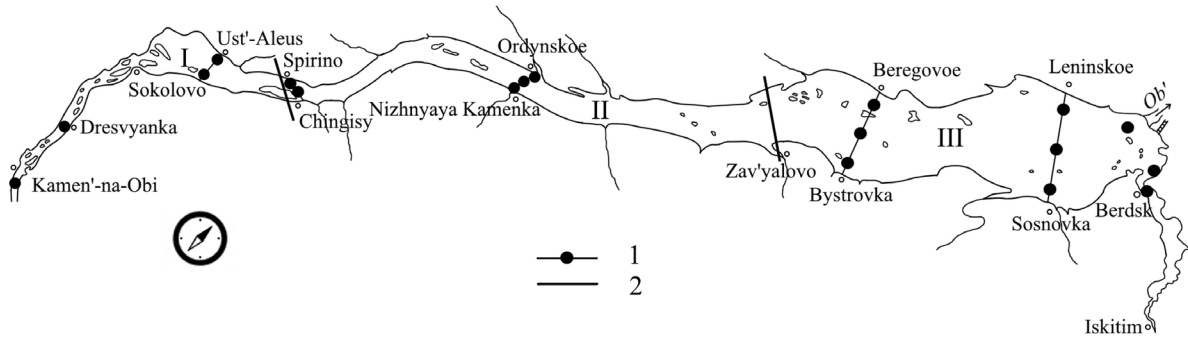 Ust'-Aleus
I
Spirino
Sokolovo
Chingisy
Dresvyanka
Kamen'-na-Obi
Ordynskoe
Nizhnyaya Kamenka
II
Zav'yalovo
Beregovoe
Bystrovka
III
Leninskoe
Ob'
Sosnovka
Berdsk
Iskitim
1
2